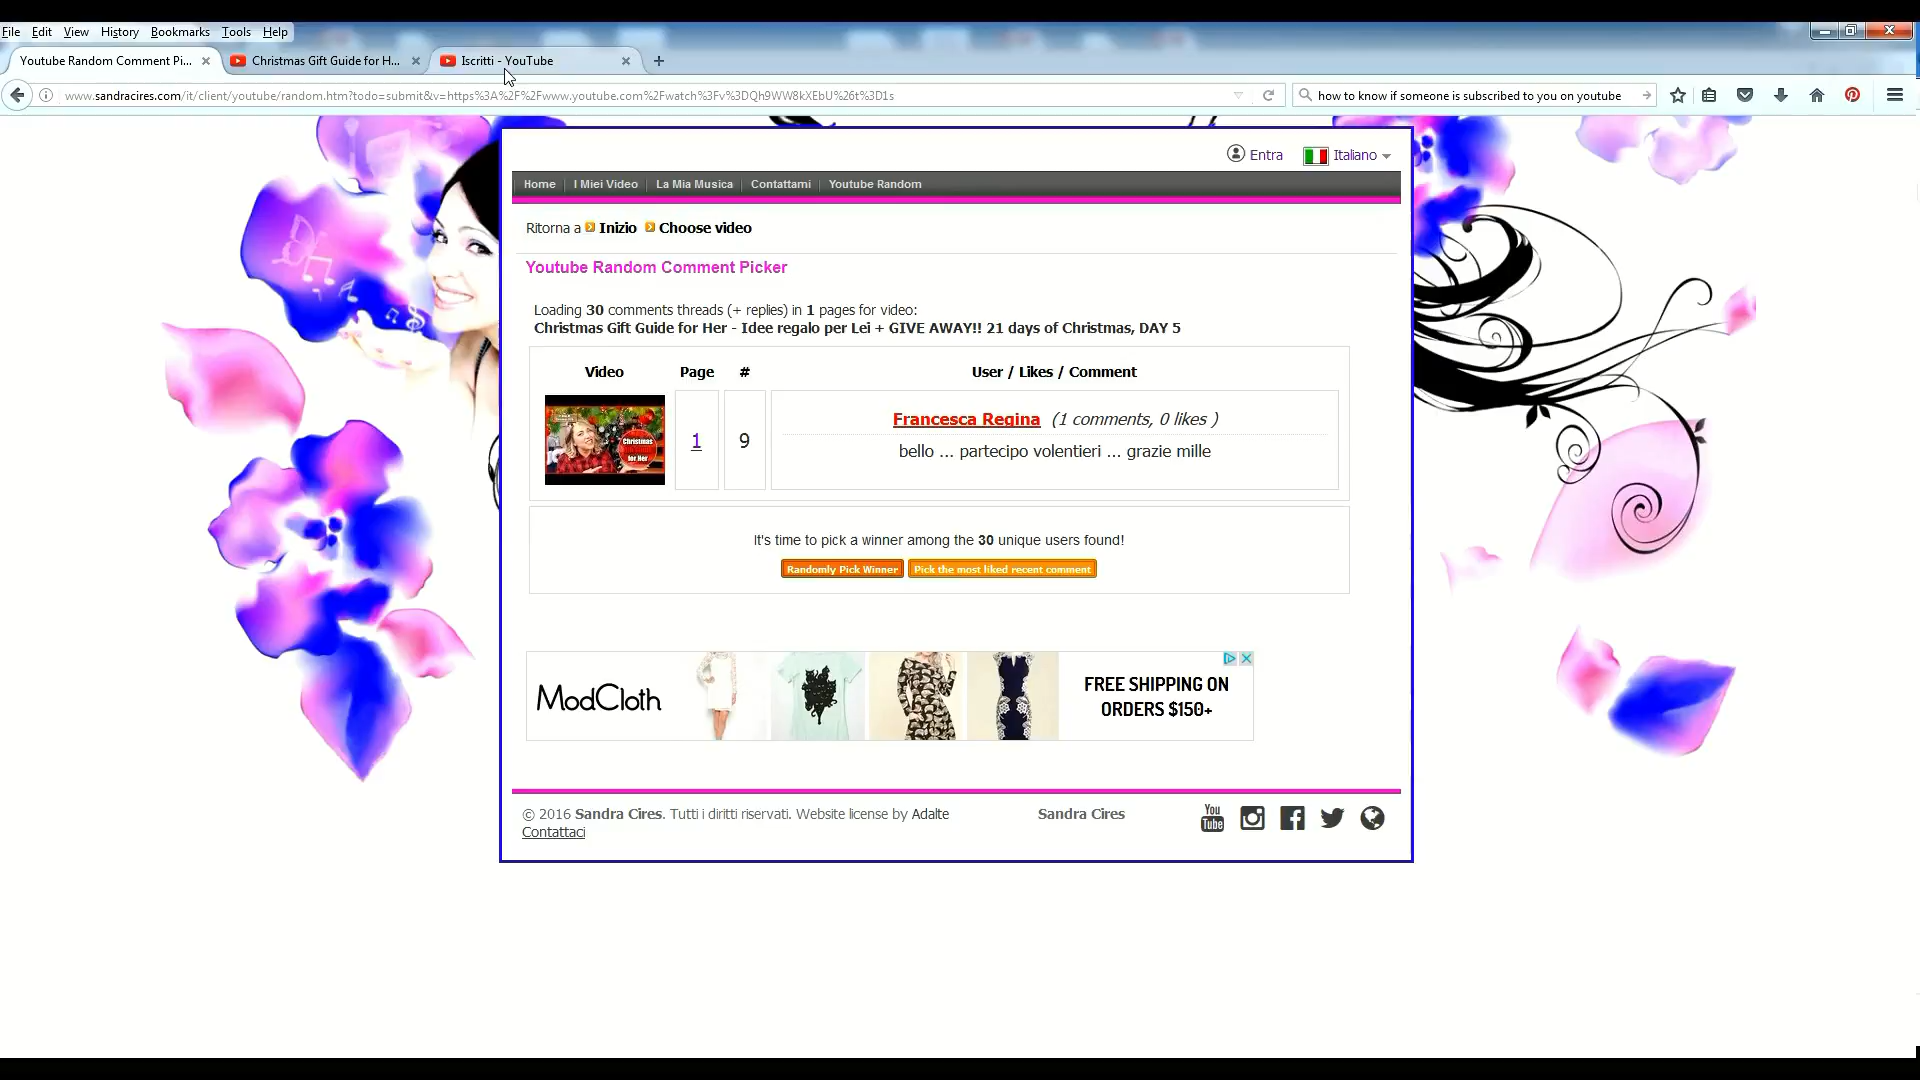 File Edit View History Bookmarks Tools Help
Youtube Random Comment Pi... Christmas Gift Guide for H... Iscritti - YouTube
www.sandracires.com/it/client/youtube/random.htm?todo=submit&v=https%3A%2F%2Fwww.youtube.com%2Fwatch%3Fv%3DQh9WW8kXEbU%26t%3D1s
how to know if someone is subscribed to you on youtube
Entra Italiano
Home I Miei Video La Mia Musica Contattami Youtube Random
Ritorna a Inizio Choose video
Youtube Random Comment Picker
Loading 30 comments threads (+ replies) in 1 pages for video:
Christmas Gift Guide for Her - Idee regalo per Lei + GIVE AWAY!! 21 days of Christmas, DAY 5
Video Page # User / Likes / Comment
Francesca Regina (1 comments, 0 likes )
1 9
bello ... partecipo volentieri ... grazie mille
It's time to pick a winner among the 30 unique users found!
Randomly Pick Winner Pick the most liked recent comment
ModCloth
FREE SHIPPING ON
ORDERS $150+
© 2016 Sandra Cires. Tutti i diritti riservati. Website license by Adalte
Contattaci
Sandra Cires
You
Tube